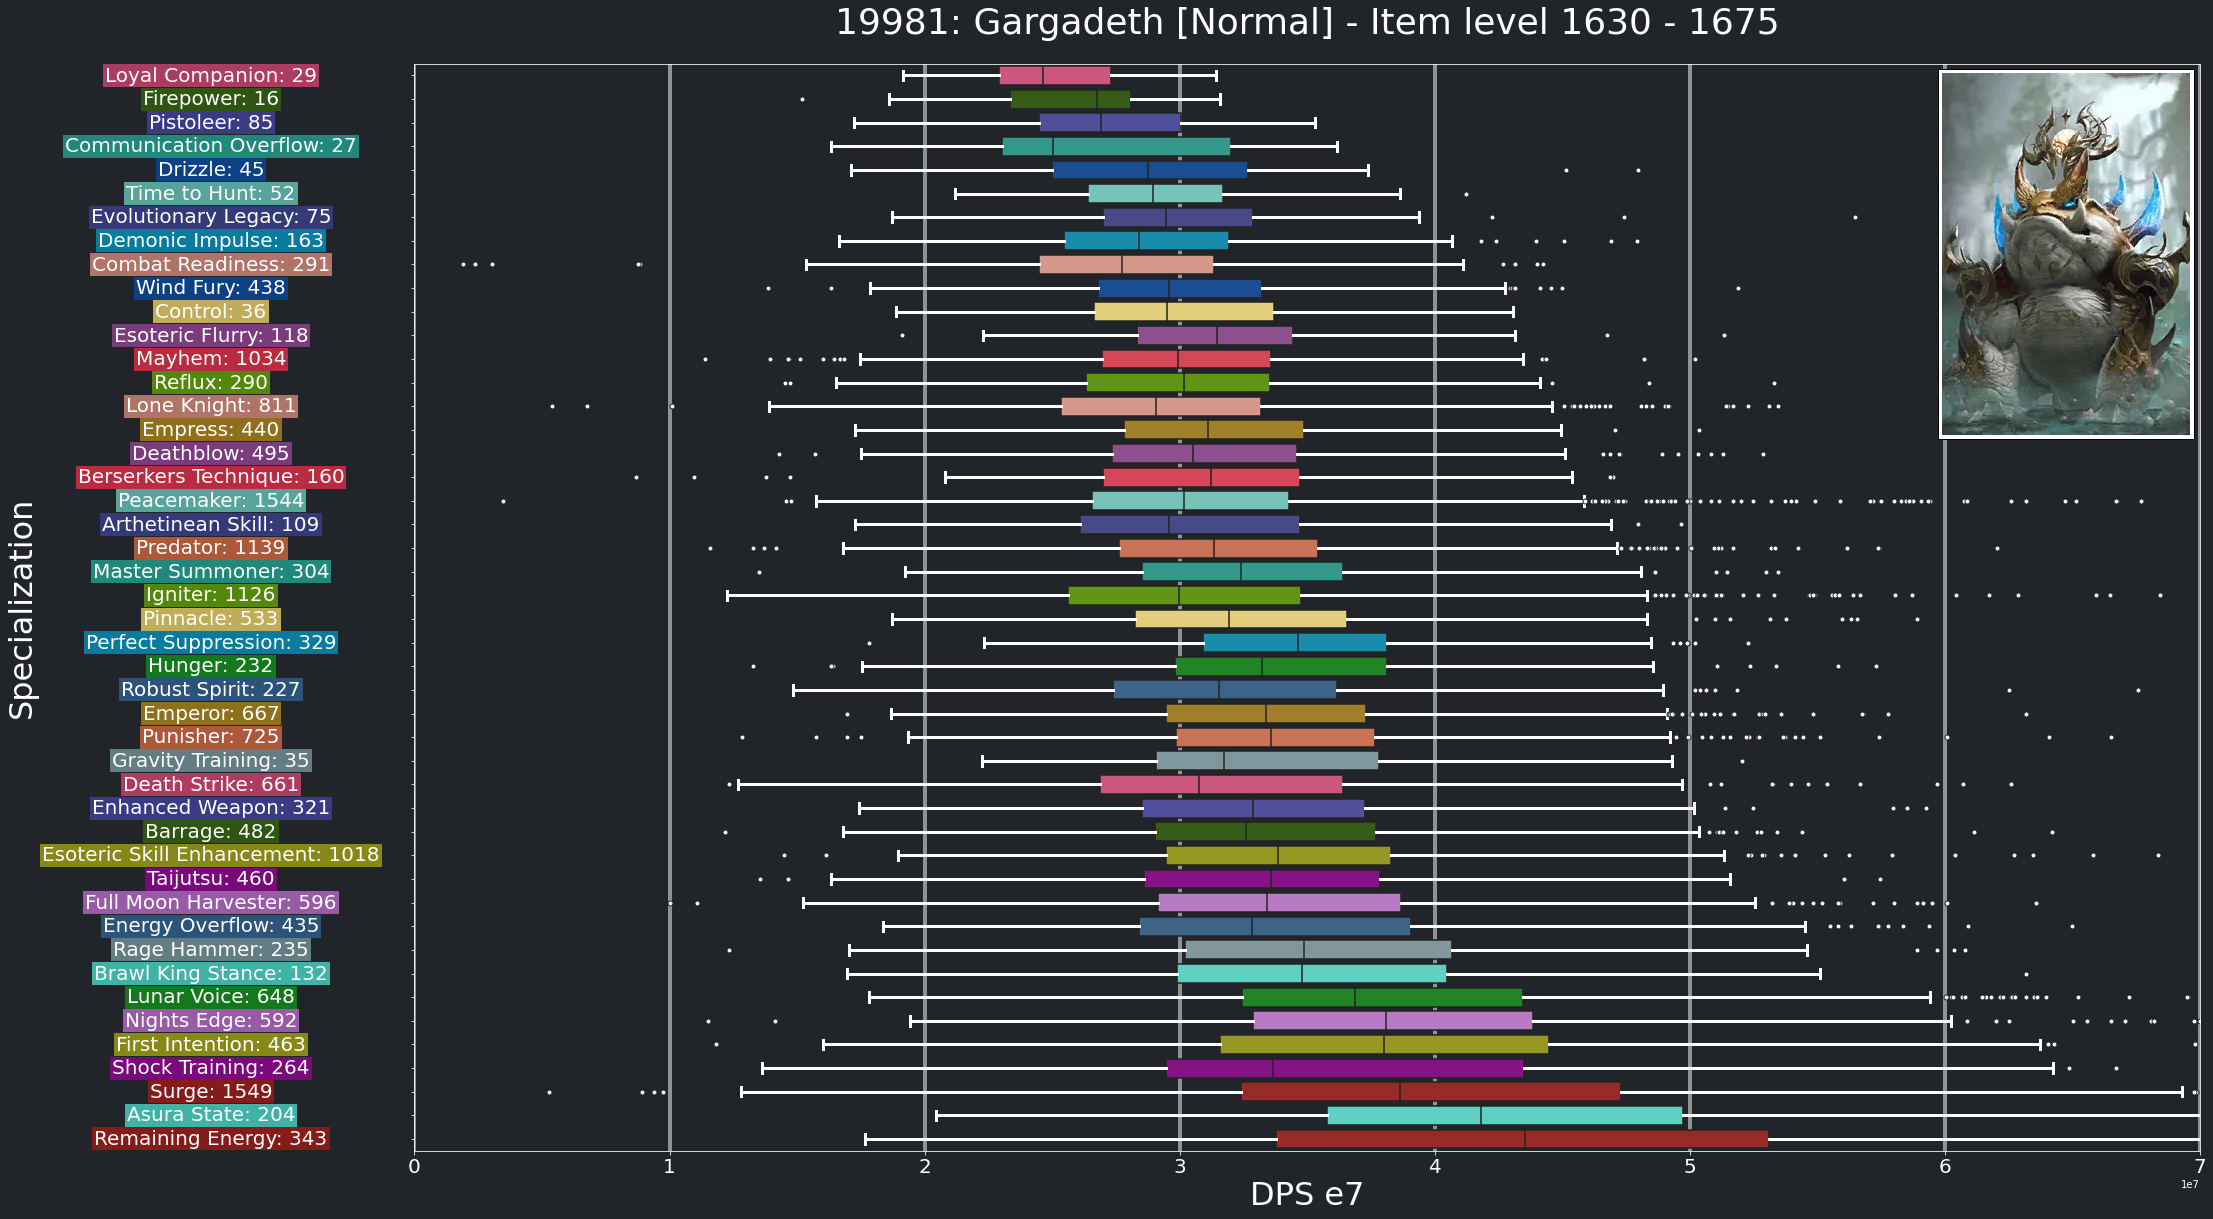 19981: Gargadeth [Normal] - Item level 1630 - 1675
Loyal Companion: 29
Firepower: 16
Pistoleer: 85
Communication Overflow: 27
Drizzle: 45
Time to Hunt: 52
Evolutionary Legacy: 75
Demonic Impulse: 163
Combat Readiness: 291
Wind Fury: 438
Control: 36
Esoteric Flurry: 118
Mayhem: 1034
Reflux: 290
Lone Knight: 811
Empress: 440
Deathblow: 495
Berserkers Technique: 160
Peacemaker: 1544
Arthetinean Skill: 109
Predator: 1139
Master Summoner: 304
Igniter: 1126
Pinnacle: 533
Perfect Suppression: 329
Hunger: 232
Robust Spirit: 227
Emperor: 667
Punisher: 725
Gravity Training: 35
Death Strike: 661
Enhanced Weapon: 321
Barrage: 482
Esoteric Skill Enhancement: 1018
Taijutsu: 460
Full Moon Harvester: 596
Energy Overflow: 435
Rage Hammer: 235
Brawl King Stance: 132
Lunar Voice: 648
Nights Edge: 592
First Intention: 463
Shock Training: 264
Surge: 1549
Asura State: 204
Remaining Energy: 343
Specialization
0 1 2 3 4 5 6 7
1e7
DPS e7